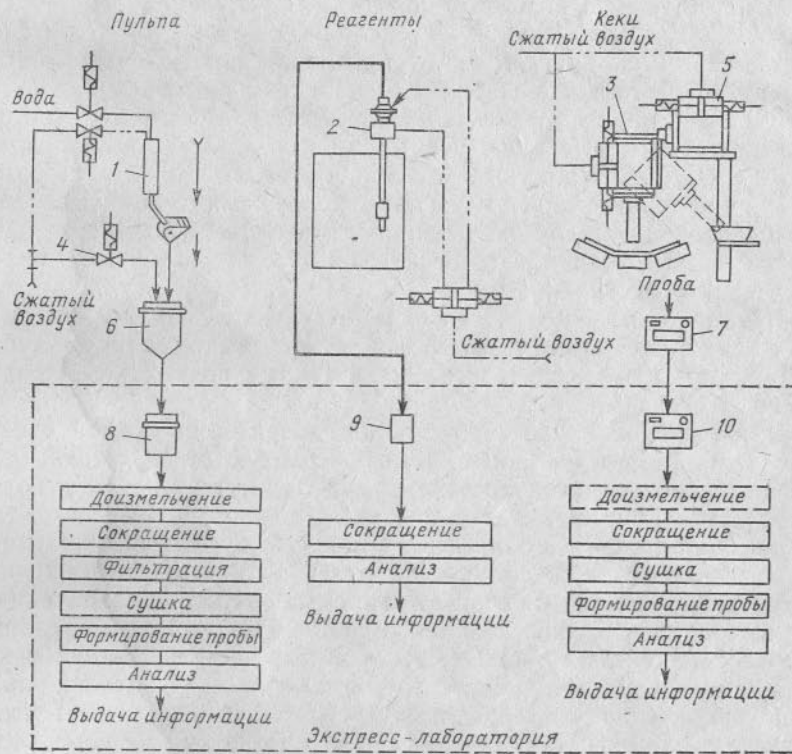 Пульпа
Реагенты
Кеки
Сжатый воздух
Вода
1
2
3
5
4
Сжатый
воздух
6
Сжатый воздух
Проба
7
8
9
10
Доизмельчение
Сокращение
Фильтрация
Сушка
Формирование пробы
Анализ
Выдача информации
Сокращение
Анализ
Выдача информации
Доизмельчение
Сокращение
Сушка
Формирование пробы
Анализ
Выдача информации
Экспресс-лаборатория